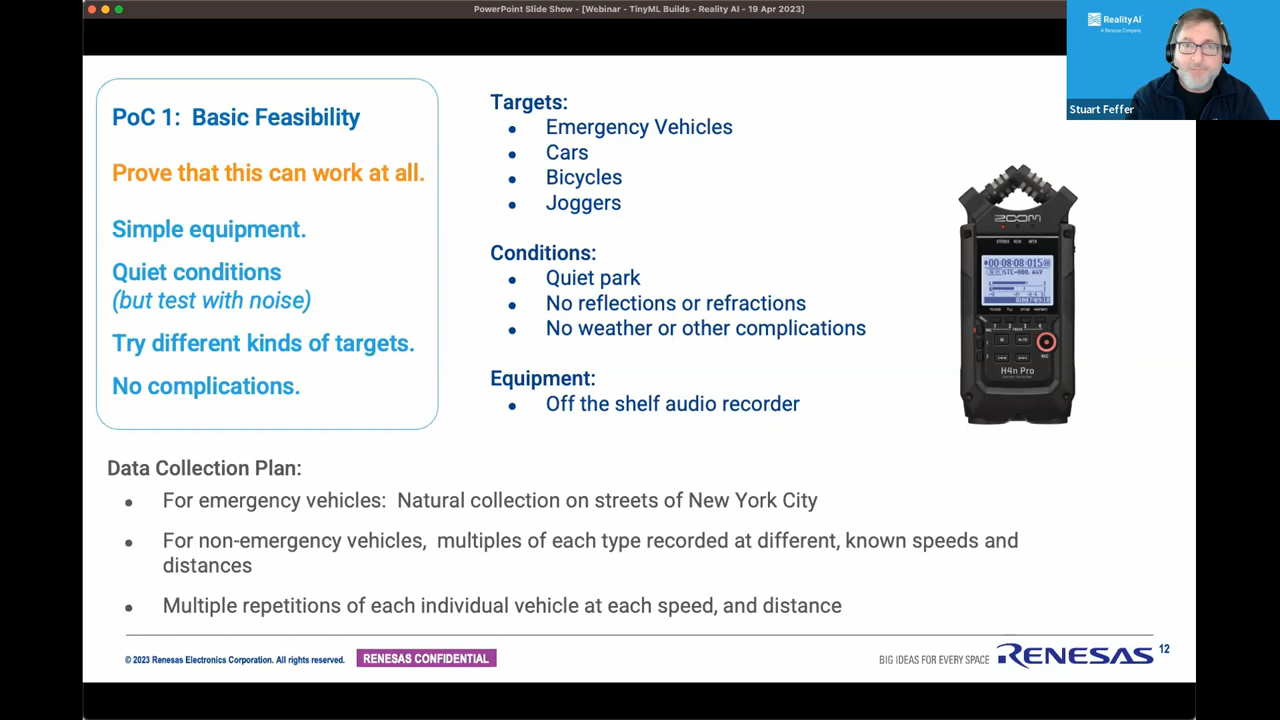 PowerPoint Slide Show - [Webinar - TinyML Builds - Reality AI - 19 Apr 2023]
Reality AI
A Renesas Company
Stuart Feffer
PoC 1: Basic Feasibility
Prove that this can work at all.
Simple equipment.
Quiet conditions
(but test with noise)
Try different kinds of targets.
No complications.
Targets:
• Emergency Vehicles
• Cars
• Bicycles
• Joggers
Conditions:
• Quiet park
• No reflections or refractions
• No weather or other complications
Equipment:
• Off the shelf audio recorder
ZOOM
H4n Pro
Data Collection Plan:
• For emergency vehicles: Natural collection on streets of New York City
• For non-emergency vehicles, multiples of each type recorded at different, known speeds and
distances
• Multiple repetitions of each individual vehicle at each speed, and distance
© 2023 Renesas Electronics Corporation. All rights reserved.
RENESAS CONFIDENTIAL
BIG IDEAS FOR EVERY SPACE
RENESAS
12